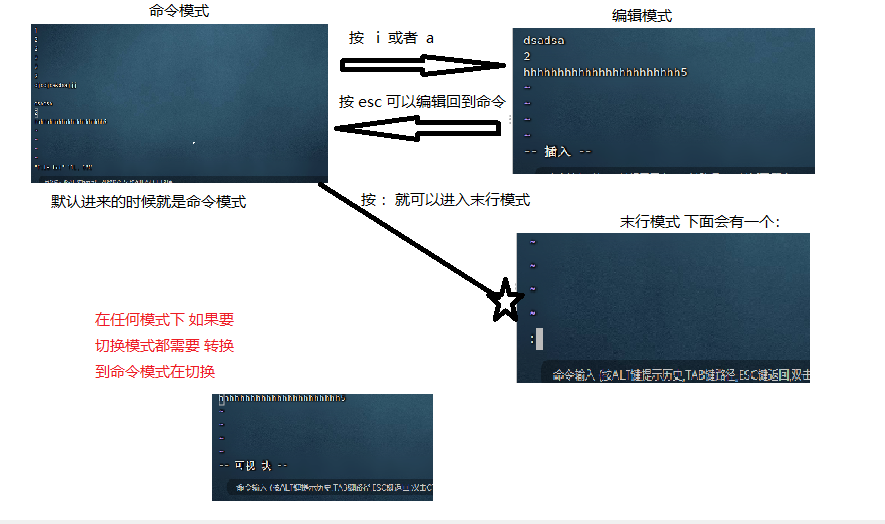 命令模式
编辑模式
按 i 或者 a
dsadsa
2
hhhhhhhhhhhhhhhhhhhhhhh5
~
~
~
~
-- 插入 --
按 esc 可以编辑回到命令
默认进来的时候就是命令模式
按 : 就可以进入末行模式
末行模式 下面会有一个:
~
~
~
~
:
命令输入 (按ALT键提示历史,TAB键路径,ESC键返回,双击
在任何模式下 如果要
切换模式都需要 转换
到命令模式在切换
~
~
~
~
-- 可视 块 --
命令输入 (按ALT键提示历史,TAB键路径,ESC键返回,双击C